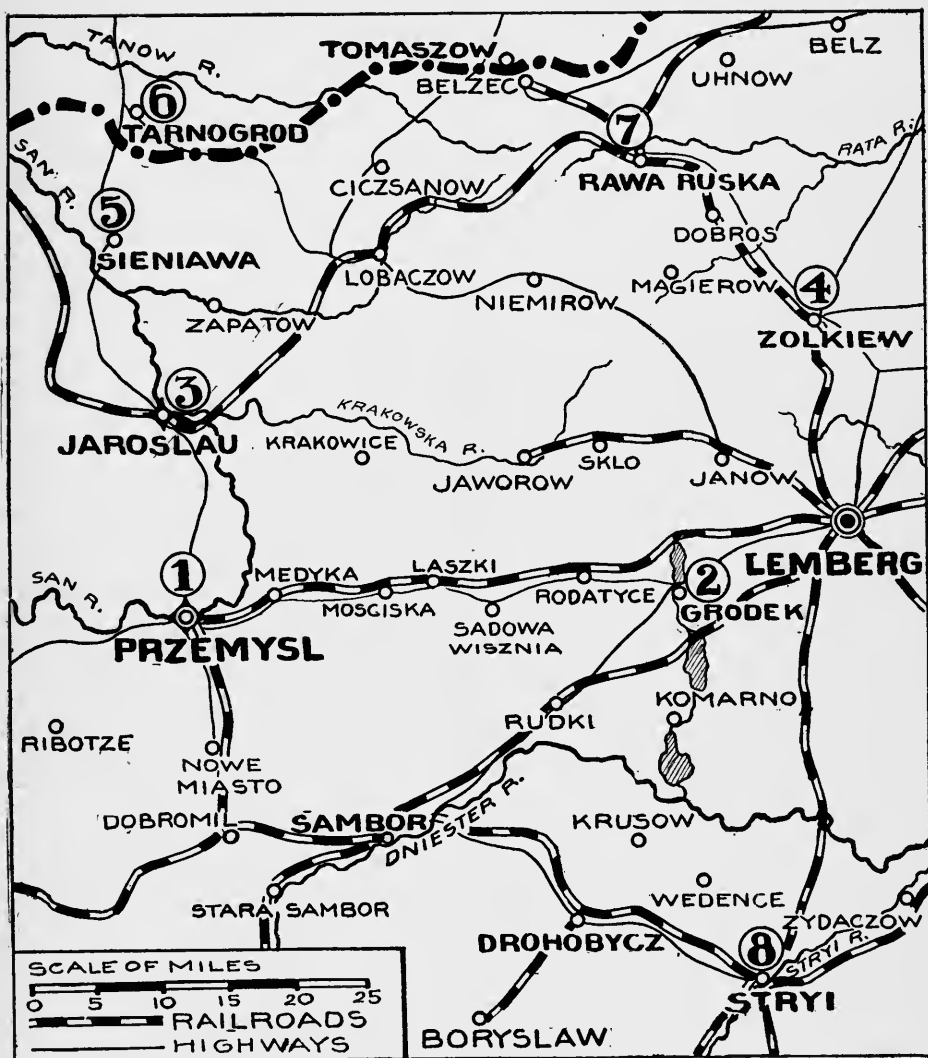 TANOW R.
TOMASZOW
BELZ
BELZEC
UHNOW
6
TARNOGROD
7
RATA R.
SAN R.
CICZSANOW
RAWA RUSKA
5
SIENIAWA
DOBROS
LOBACZOW
NIEMIROW
MAGIEROW
4
ZAPATOW
ZOLKIEW
3
JAROSLAU
KRAKOWSKA R.
KRAKOWICE
JAWOROW
SKLO
JANOW
LEMBERG
1
SAN R.
MEDYKA
LASZKI
2
MOSCISKA
RODATYCE
GRODEK
PRZEMYSL
SADOWA
WISZNIA
KOMARNO
RUDKI
RIBOTZE
NOWE
MIASTO
DOBROMIL
SAMBOR
DNIESTER R.
KRUSOW
WEDENCE
STARA SAMBOR
ZYDACZOW
DROHOBYCZ
8
STRYI R.
STRYI
BORYSLAW
SCALE OF MILES
0 5 10 15 20 25
RAILROADS
HIGHWAYS